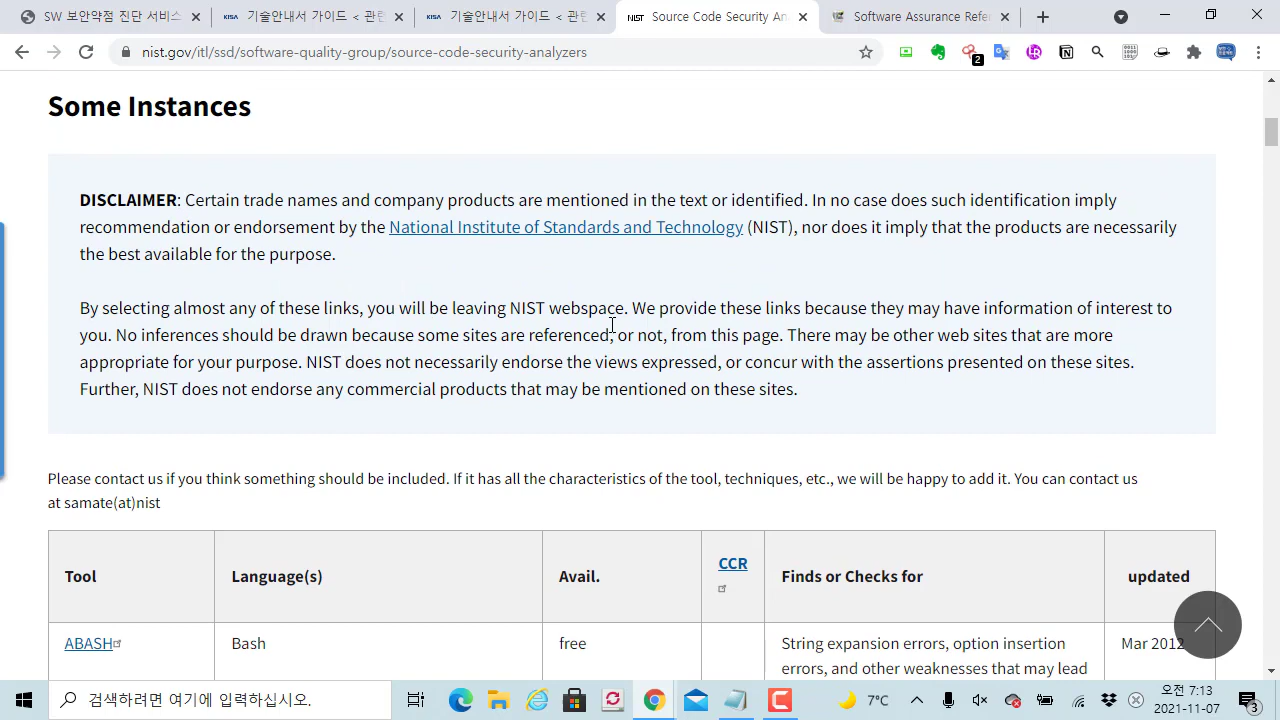 SW 보안약점 진단 서비스
KISA 기술안내서 가이드 < 관련
KISA 기술안내서 가이드 < 관련
NIST Source Code Security An
Software Assurance Refe
nist.gov/itl/ssd/software-quality-group/source-code-security-analyzers
2
Some Instances
DISCLAIMER: Certain trade names and company products are mentioned in the text or identified. In no case does such identification imply
recommendation or endorsement by the National Institute of Standards and Technology (NIST), nor does it imply that the products are necessarily
the best available for the purpose.
By selecting almost any of these links, you will be leaving NIST webspace. We provide these links because they may have information of interest to
you. No inferences should be drawn because some sites are referenced, or not, from this page. There may be other web sites that are more
appropriate for your purpose. NIST does not necessarily endorse the views expressed, or concur with the assertions presented on these sites.
Further, NIST does not endorse any commercial products that may be mentioned on these sites.
Please contact us if you think something should be included. If it has all the characteristics of the tool, techniques, etc., we will be happy to add it. You can contact us
at samate(at)nist
Tool Language(s) Avail. CCR Finds or Checks for updated
ABASH Bash free String expansion errors, option insertion Mar 2012
errors, and other weaknesses that may lead
검색하려면 여기에 입력하십시오.
7°C
오전 7:13
2021-11-07
3